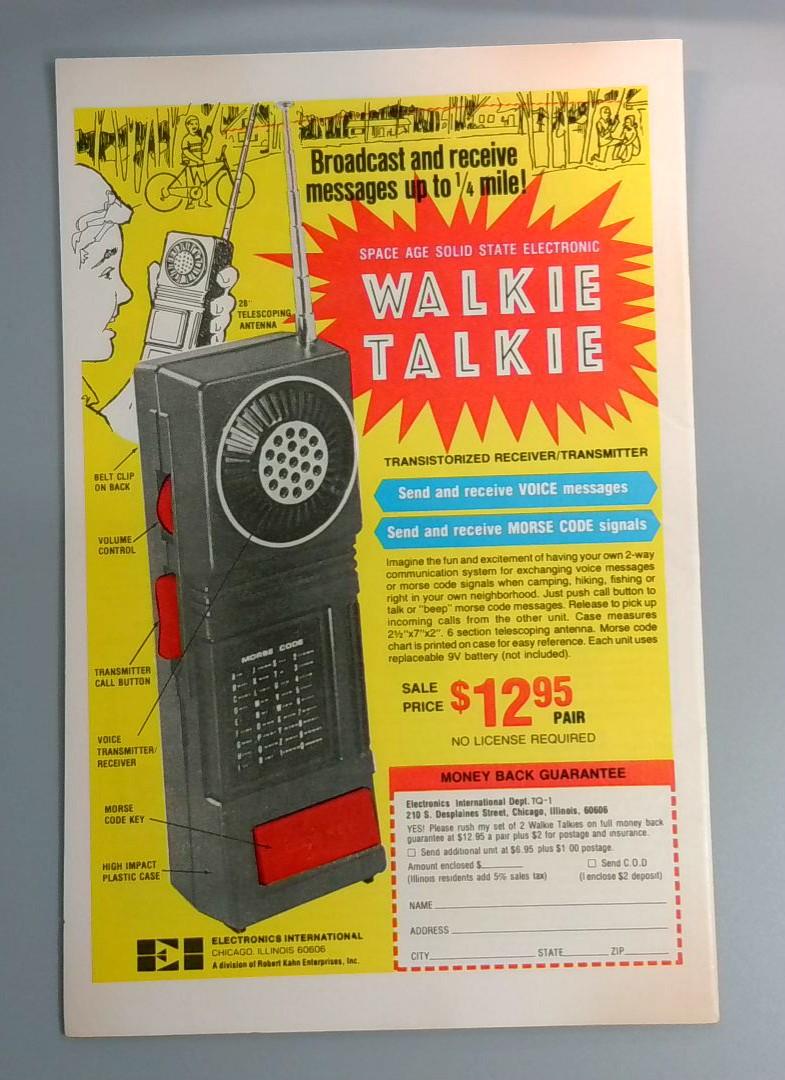 Broadcast and receive
messages up to 1/4 mile!
SPACE AGE SOLID STATE ELECTRONIC
WALKIE
TALKIE
28"
TELESCOPING
ANTENNA
TRANSISTORIZED RECEIVER/TRANSMITTER
Send and receive VOICE messages
Send and receive MORSE CODE signals
Imagine the fun and excitement of having your own 2-way
communication system for exchanging voice messages
or morse code signals when camping, hiking, fishing or
right in your own neighborhood. Just push call button to
talk or "beep" morse code messages. Release to pick up
incoming calls from the other unit. Case measures
2½"x7"x2". 6 section telescoping antenna. Morse code
chart is printed on case for easy reference. Each unit uses
replaceable 9V battery (not included).
SALE
PRICE $12 95
PAIR
NO LICENSE REQUIRED
BELT CLIP
ON BACK
VOLUME
CONTROL
TRANSMITTER
CALL BUTTON
VOICE
TRANSMITTER/
RECEIVER
MORSE
CODE KEY
HIGH IMPACT
PLASTIC CASE
MORSE CODE
MONEY BACK GUARANTEE
Electronics International Dept. TQ-1
210 S. Desplaines Street, Chicago, Illinois, 60606
YES! Please rush my set of 2 Walkie Talkies on full money back
guarantee at $12.95 a pair plus $2 for postage and insurance.
□ Send additional unit at $6.95 plus $1.00 postage.
Amount enclosed $______ □ Send C.O.D
(Illinois residents add 5% sales tax) (I enclose $2 deposit)
NAME
ADDRESS
CITY STATE ZIP
EI
ELECTRONICS INTERNATIONAL
CHICAGO, ILLINOIS 60606
A division of Robert Kahn Enterprises, Inc.